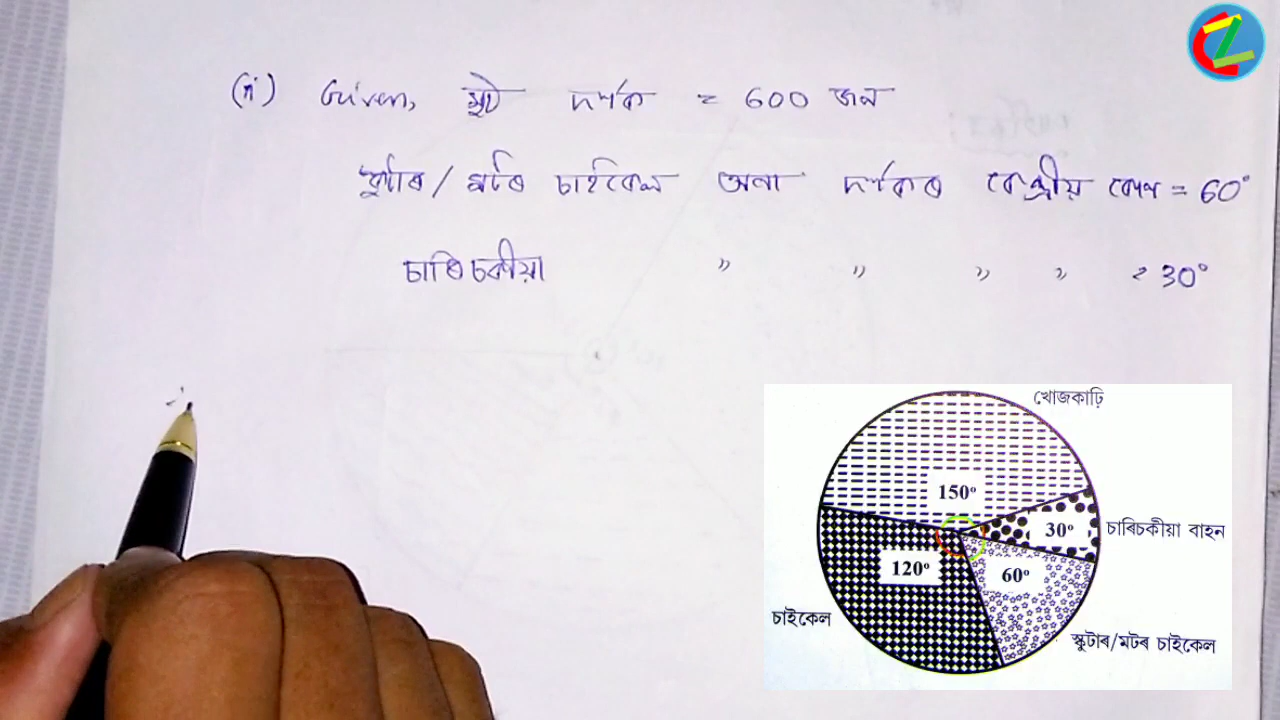 (ii) Given, মুঠ দৰ্শক = 600 জন
স্কুটাৰ / মটৰ চাইকেল অনা দৰ্শকৰ কেন্দ্ৰীয় কোণ = 60°
চাৰিচকীয়া " " " " = 30°
খোজকাঢ়ি
150°
30°
চাৰিচকীয়া বাহন
120°
60°
চাইকেল
স্কুটাৰ/মটৰ চাইকেল